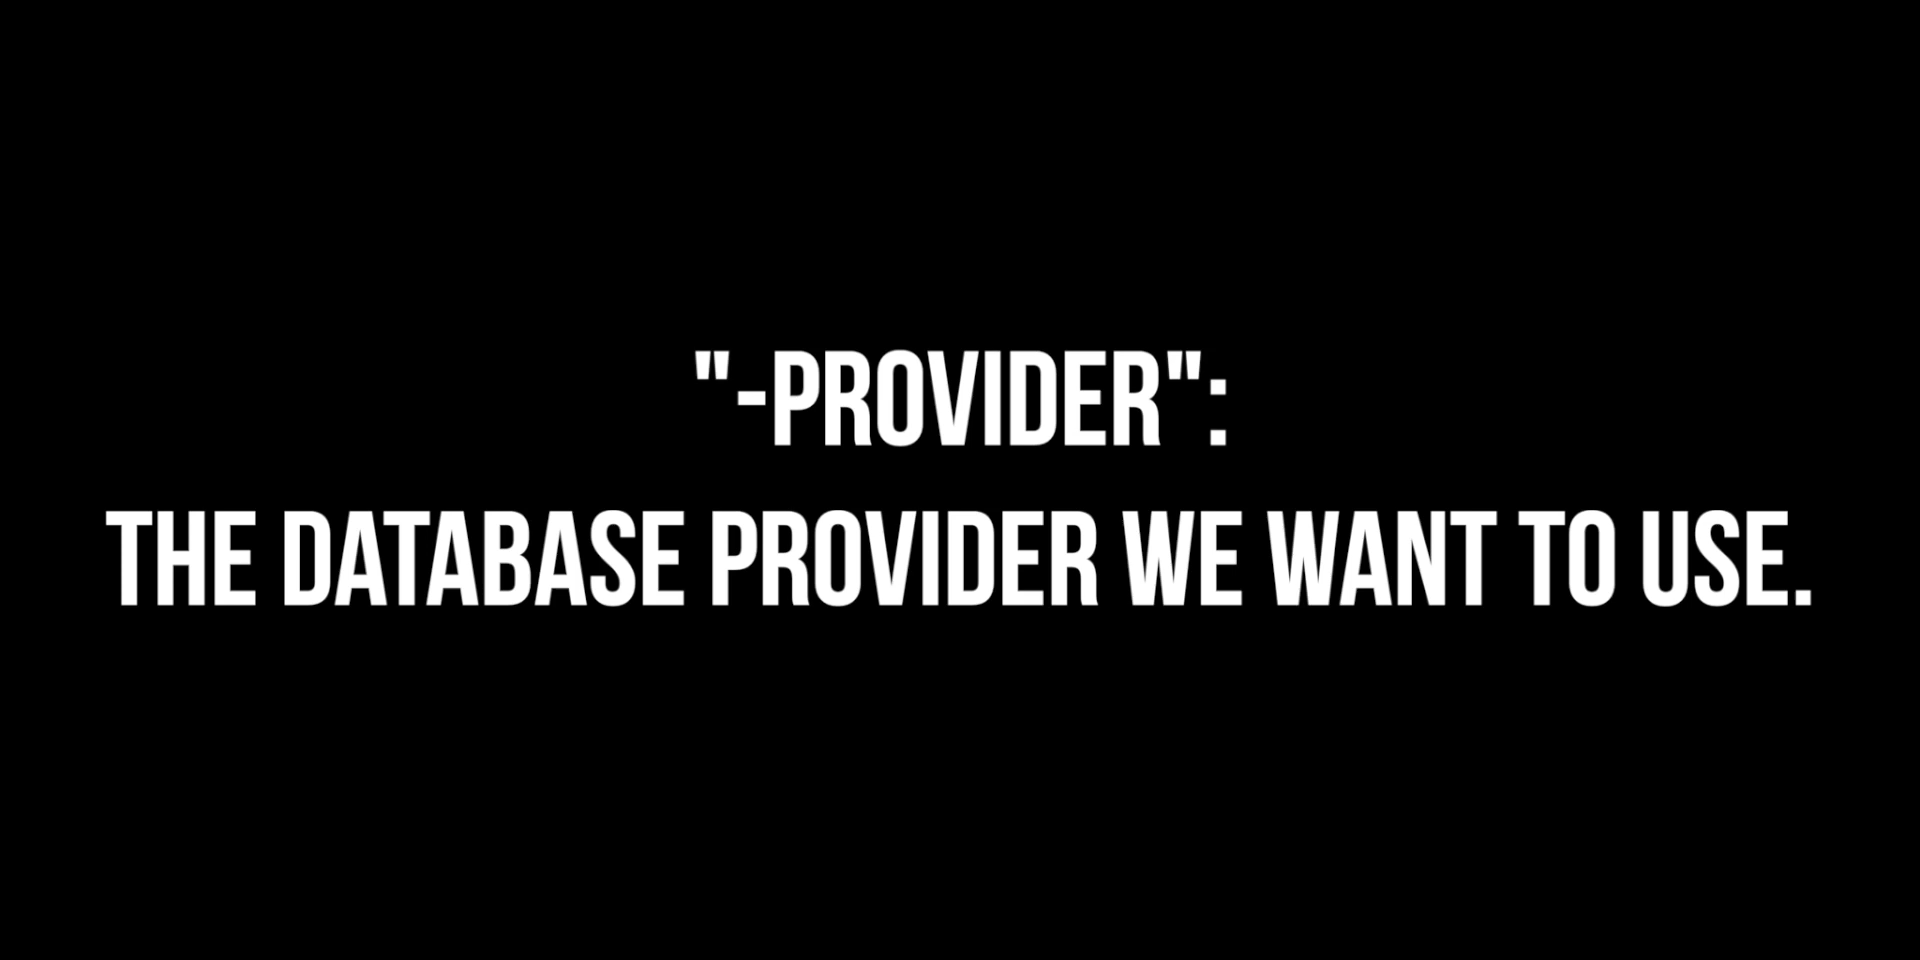 "-PROVIDER":
THE DATABASE PROVIDER WE WANT TO USE.